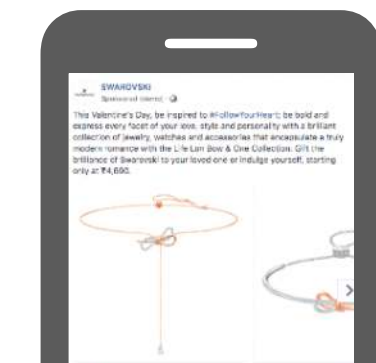 SWAROVSKI
Sponsored
This Valentine's Day, be inspired to #FollowYourHeart; be bold and
express every facet of your love, style and personality with a brilliant
collection of jewelry, watches and accessories that encapsulate a truly
modern romance with the Lifelong Bow & One Collection. Gift the
brilliance of Swarovski to your loved one or indulge yourself, starting
only at ₹4,690.